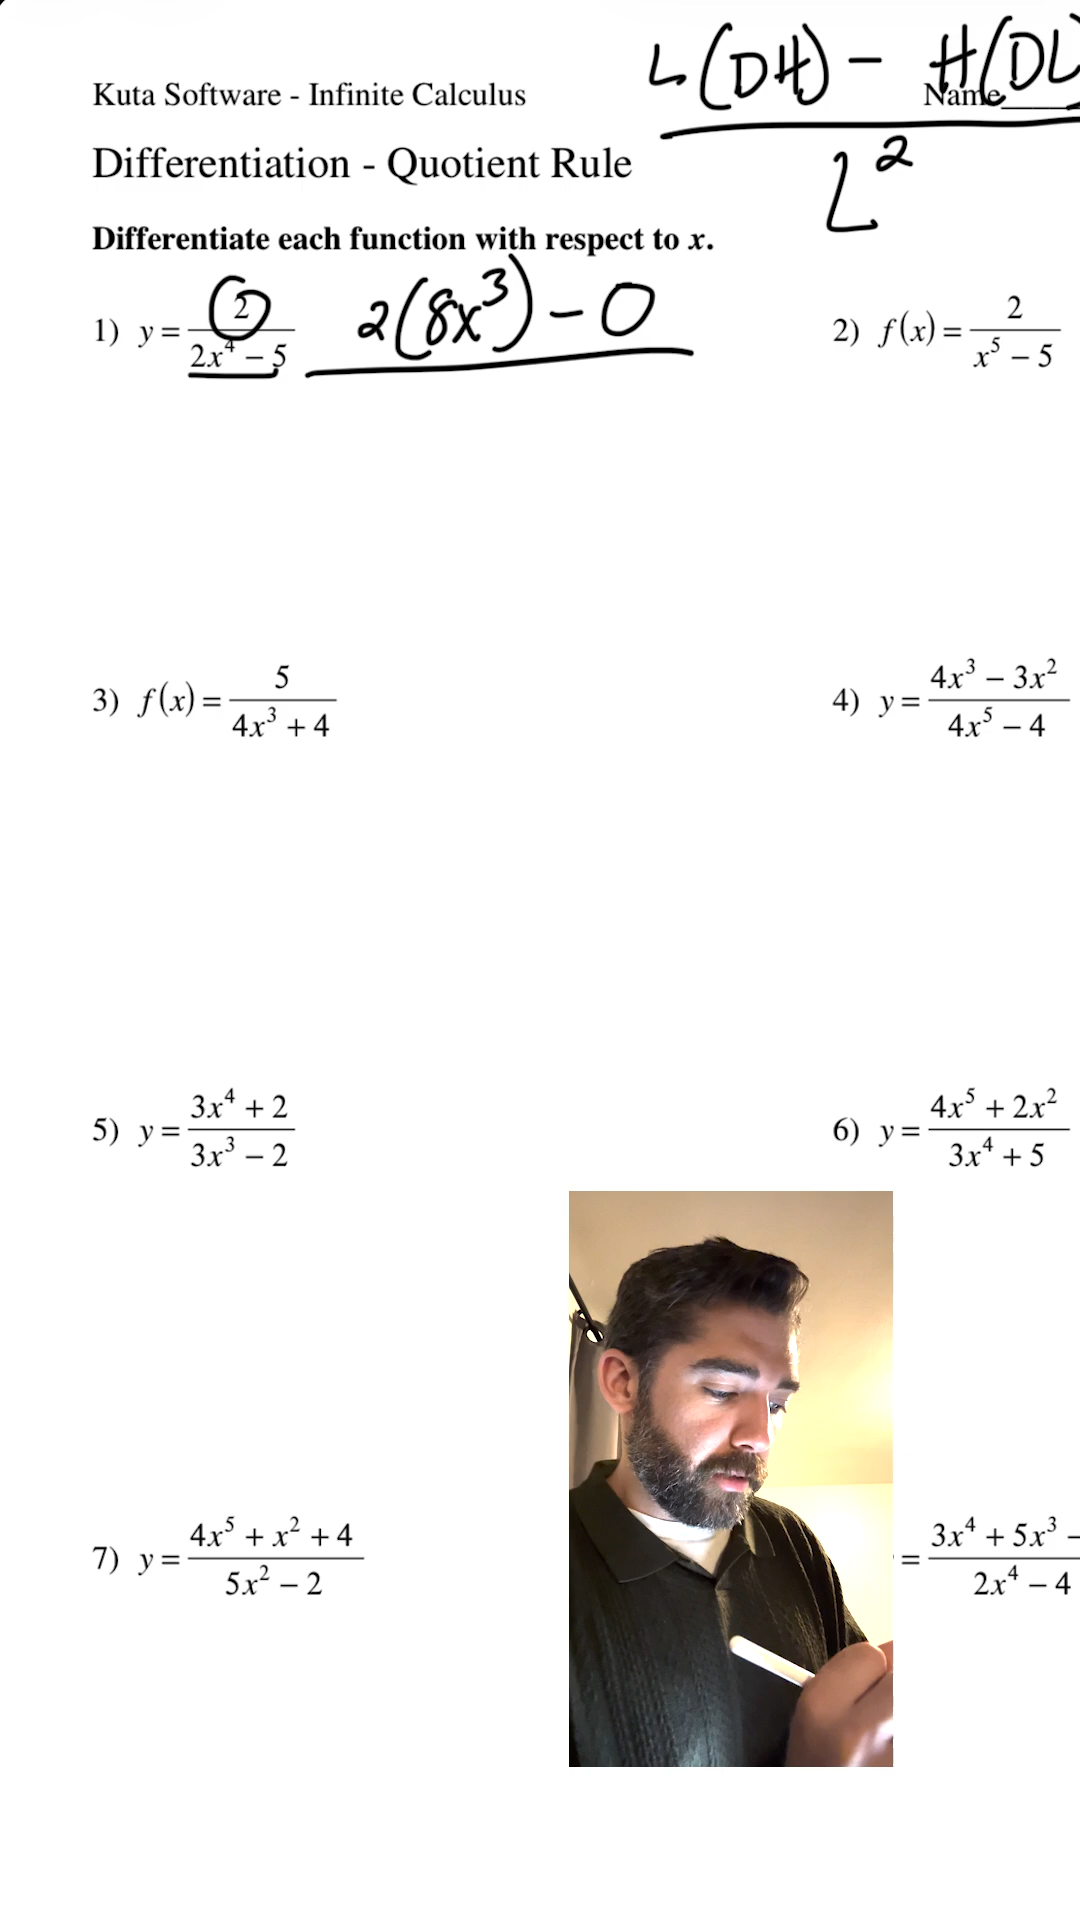 L(DH) - H(DL)
L²
Kuta Software - Infinite Calculus
Name
Differentiation - Quotient Rule
Differentiate each function with respect to x.
1) y = 2 / (2x⁴ − 5)
2(8x³) - 0
2) f(x) = 2 / (x⁵ − 5)
3) f(x) = 5 / (4x³ + 4)
4) y = (4x³ − 3x²) / (4x⁵ − 4)
5) y = (3x⁴ + 2) / (3x³ − 2)
6) y = (4x⁵ + 2x²) / (3x⁴ + 5)
7) y = (4x⁵ + x² + 4) / (5x² − 2)
= (3x⁴ + 5x³ − / (2x⁴ − 4